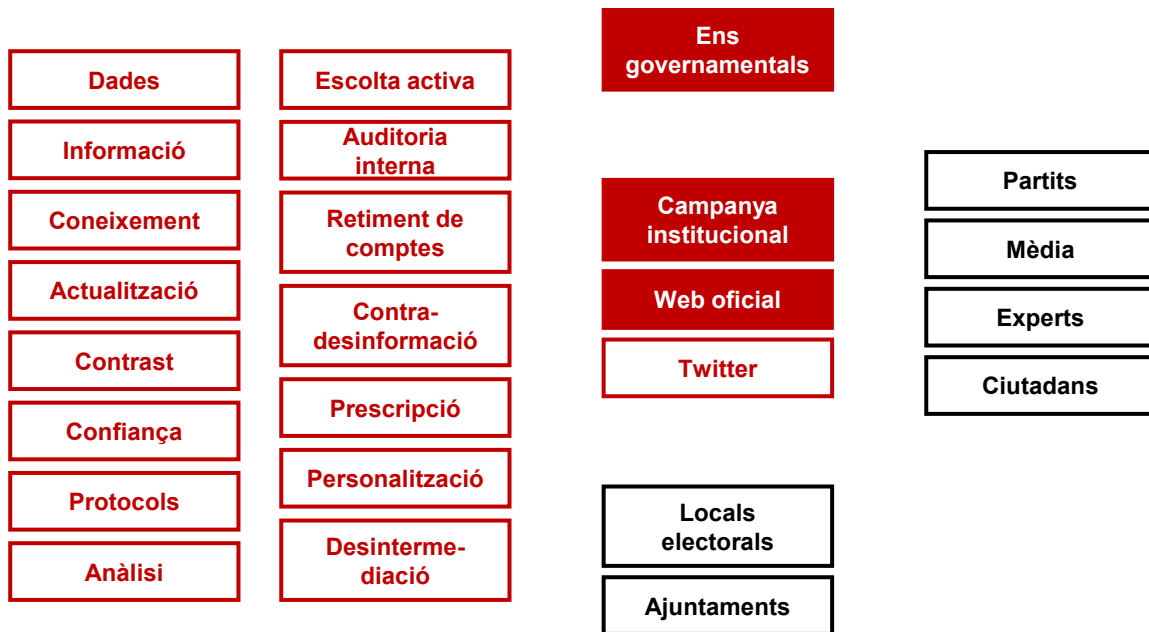 Dades
Informació
Coneixement
Actualització
Contrast
Confiança
Protocols
Anàlisi
Escolta activa
Auditoria
interna
Retiment de
comptes
Contra-
desinformació
Prescripció
Personalització
Desinterme-
diació
Ens
governamentals
Campanya
institucional
Web oficial
Twitter
Locals
electorals
Ajuntaments
Partits
Mèdia
Experts
Ciutadans